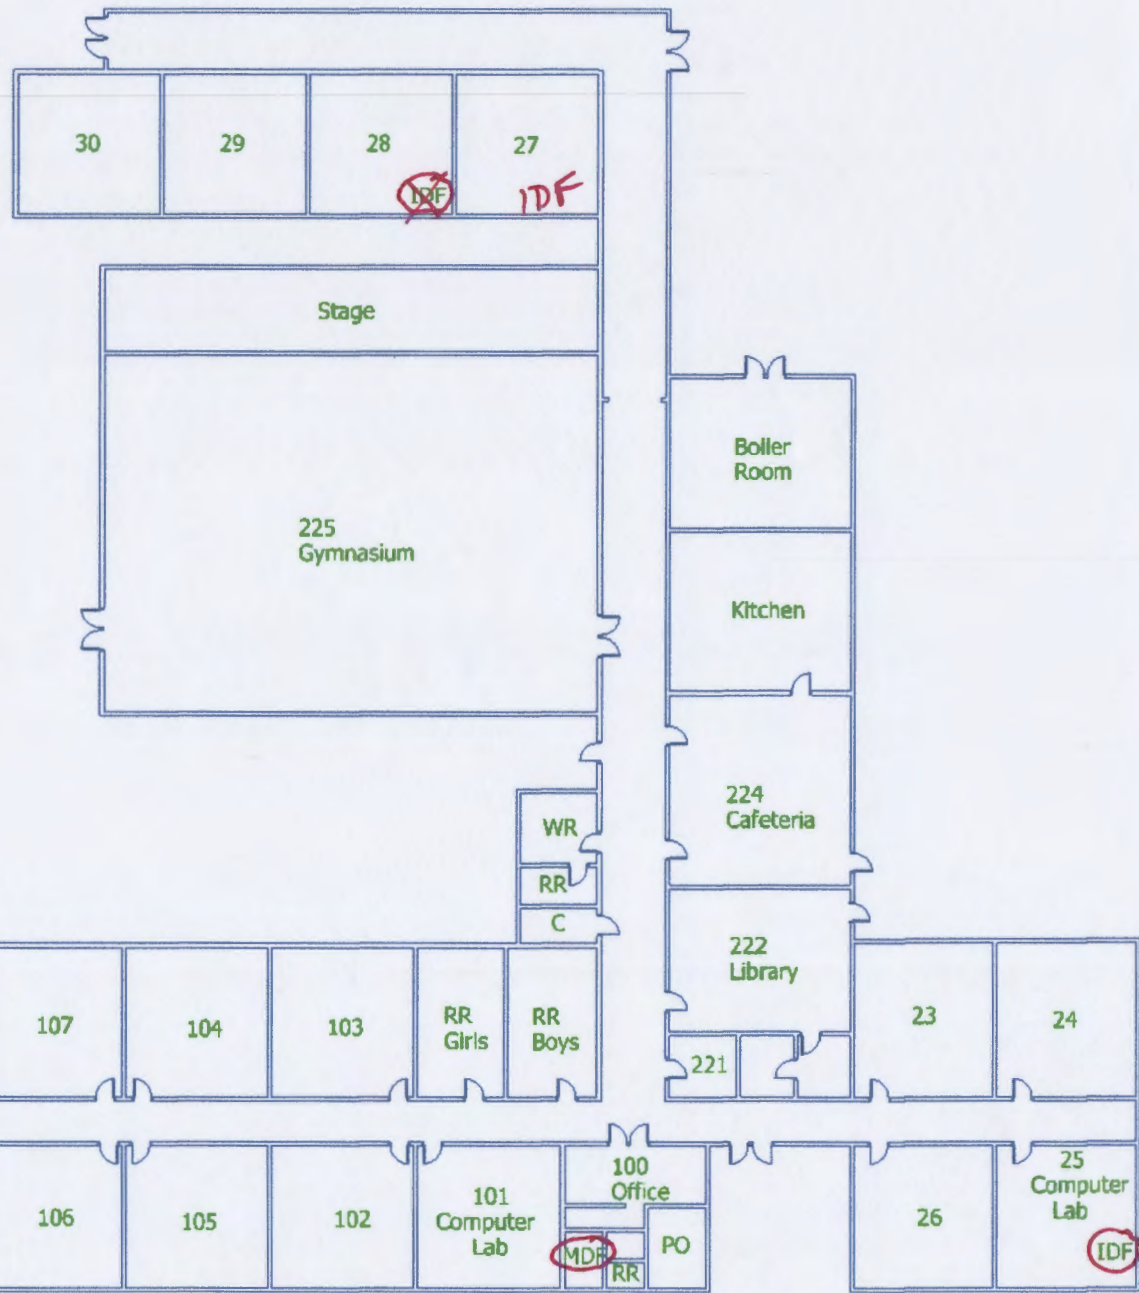 30
29
28
27
IDF
IDF
Stage
Boiler
Room
225
Gymnasium
Kitchen
224
Cafeteria
WR
RR
C
222
Library
107
104
103
RR
Girls
RR
Boys
221
23
24
106
105
102
101
Computer
Lab
100
Office
MDF
RR
PO
26
25
Computer
Lab
IDF